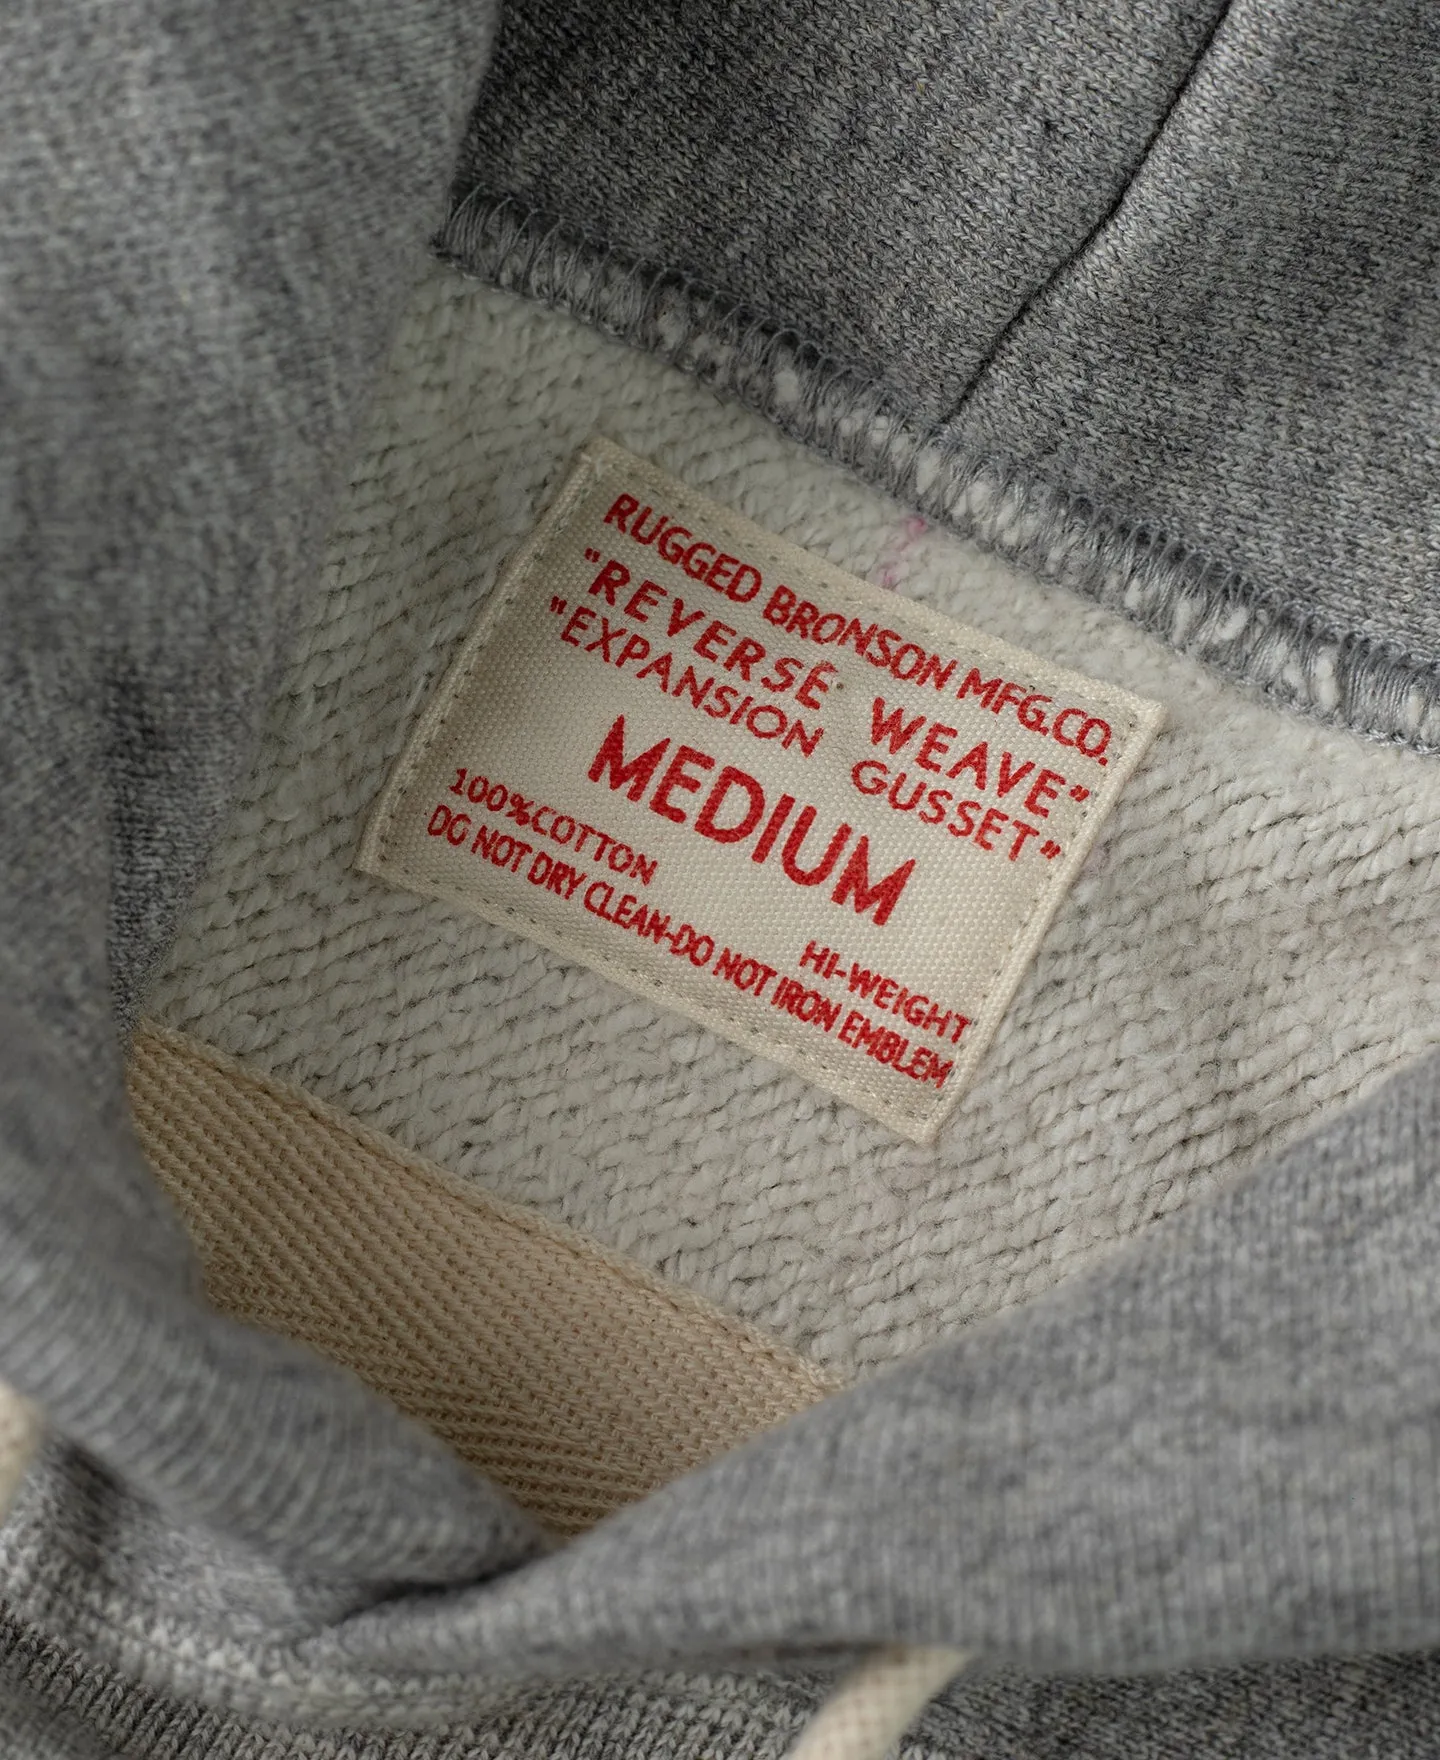 RUGGED BRONSON MFG.CO.
"REVERSE WEAVE"
"EXPANSION GUSSET"
MEDIUM
100%COTTON HI-WEIGHT
DO NOT DRY CLEAN-DO NOT IRON EMBLEM